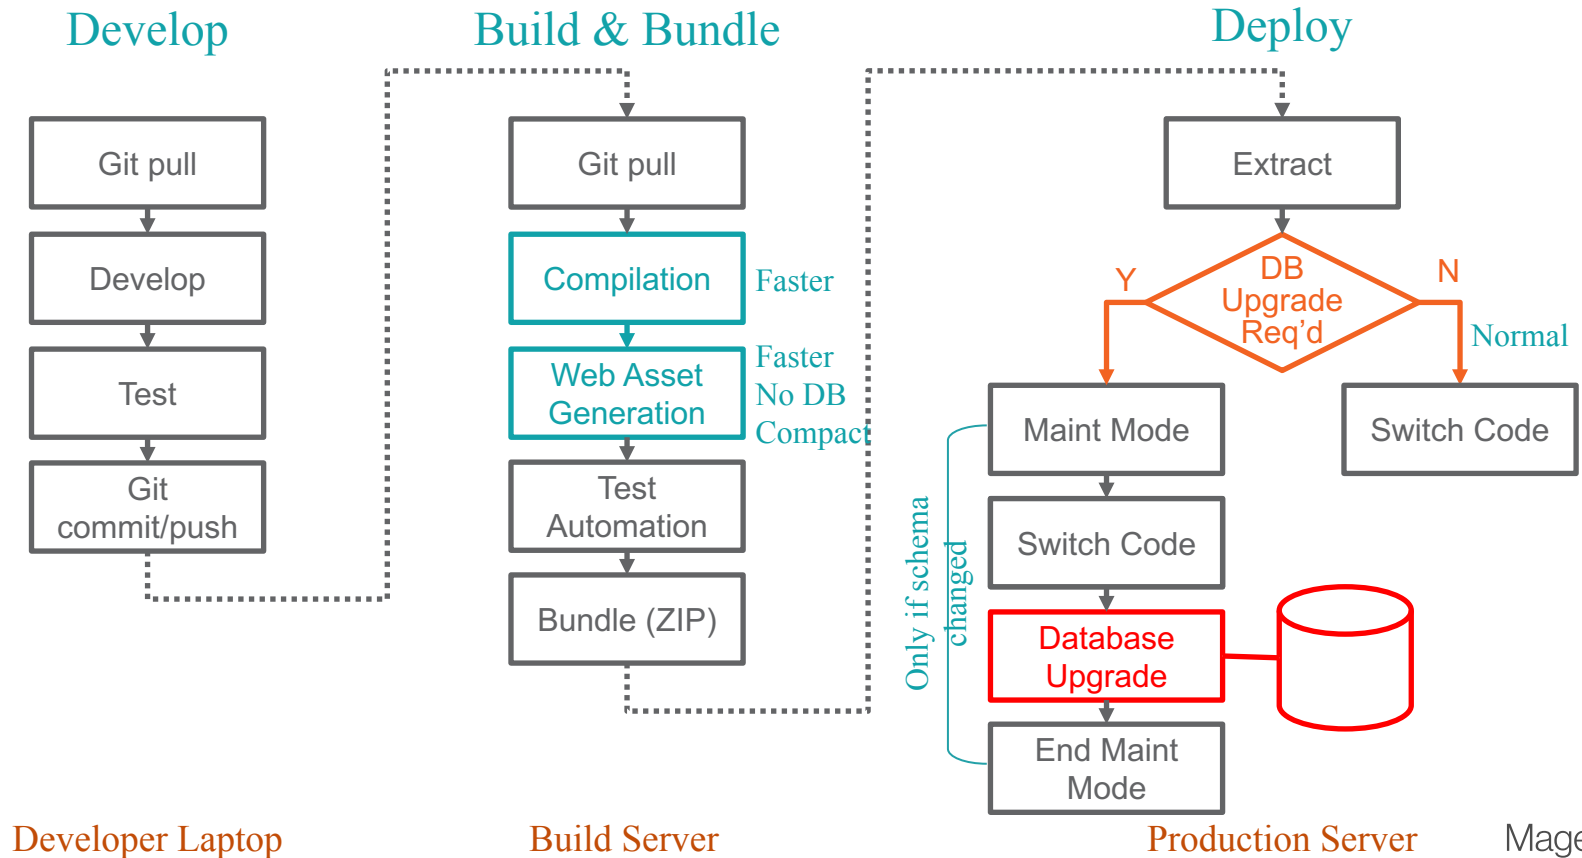 Develop
Build & Bundle
Deploy
Git pull
Develop
Test
Git
commit/push
Git pull
Compilation
Faster
Web Asset
Generation
Faster
No DB
Compact
Test
Automation
Bundle (ZIP)
Extract
DB
Upgrade
Req’d
Y
N
Normal
Maint Mode
Switch Code
Switch Code
Only if schema
changed
Database
Upgrade
End Maint
Mode
Developer Laptop
Build Server
Production Server
Mage